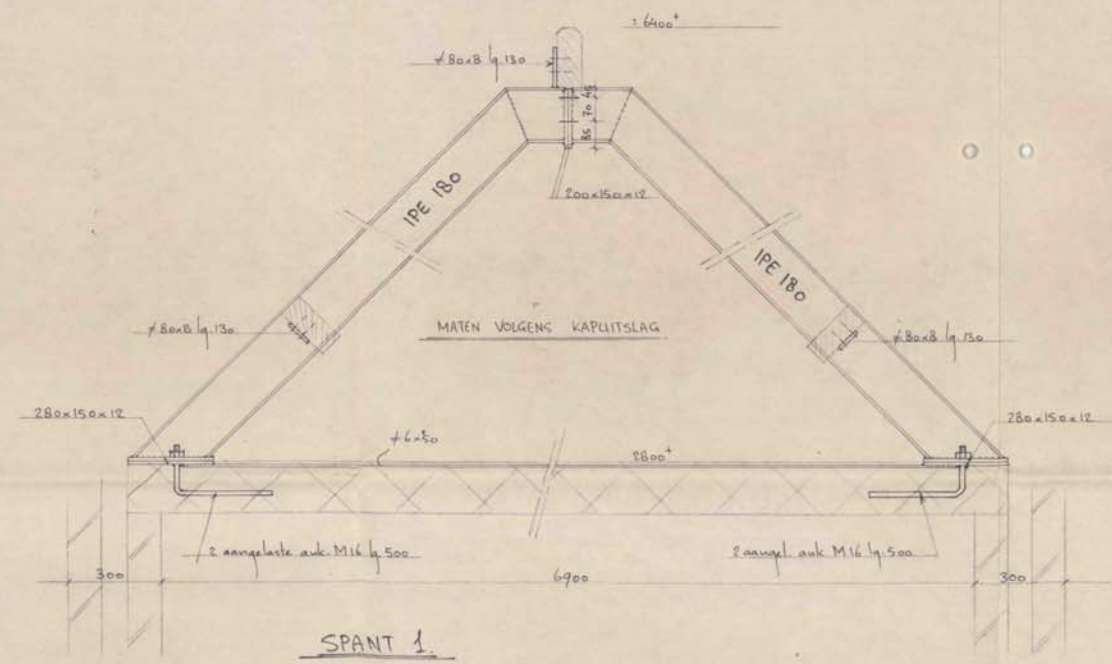 ± 6400⁺
≠ 80x8 lg. 130
45
70
85
IPE 180
200x150x12
IPE 180
MATEN VOLGENS KAPUITSLAG
≠ 80x8 lg. 130
≠ 80x8 lg. 130
280x150x12
280x150x12
≠ 6x50
2800⁺
2 aangelaste ank. M16 lg. 500
2 aangel. ank M16 lg. 500
300
6900
300
SPANT 1.